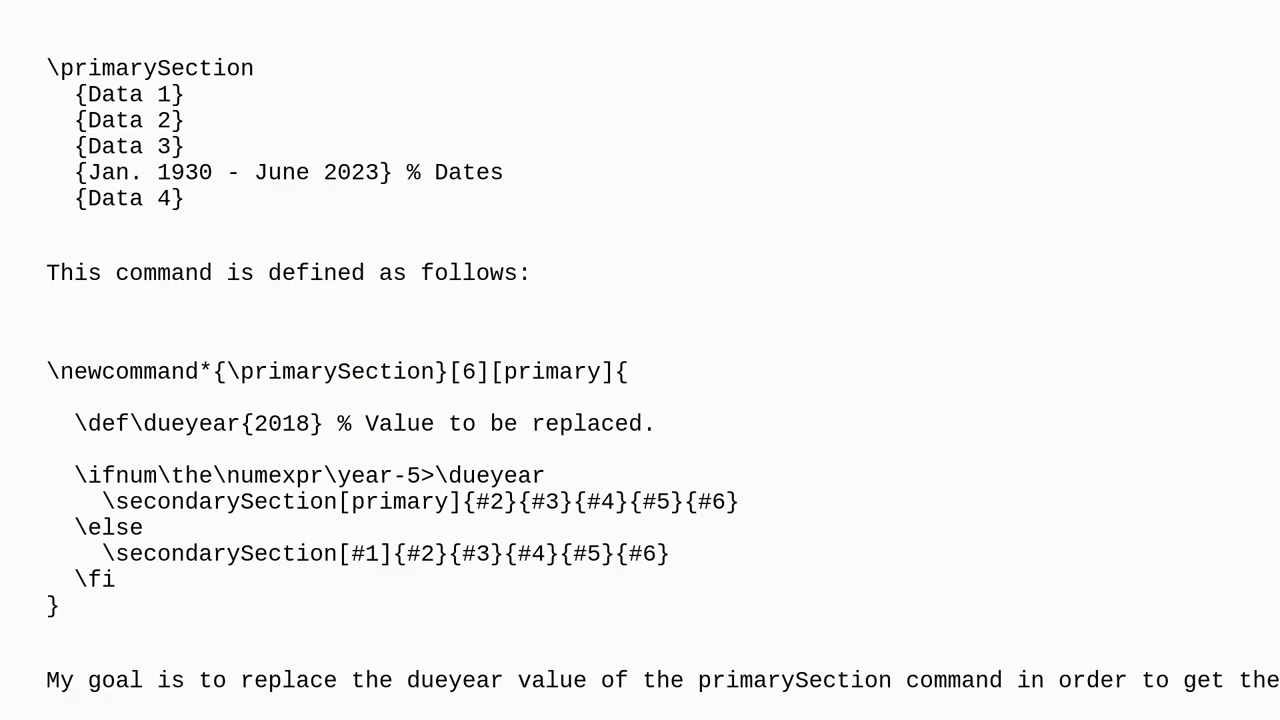 \primarySection
  {Data 1}
  {Data 2}
  {Data 3}
  {Jan. 1930 - June 2023} % Dates
  {Data 4}
This command is defined as follows:
\newcommand*{\primarySection}[6][primary]{
  \def\dueyear{2018} % Value to be replaced.
  \ifnum\the\numexpr\year-5>\dueyear
    \secondarySection[primary]{#2}{#3}{#4}{#5}{#6}
  \else
    \secondarySection[#1]{#2}{#3}{#4}{#5}{#6}
  \fi
}
My goal is to replace the dueyear value of the primarySection command in order to get the